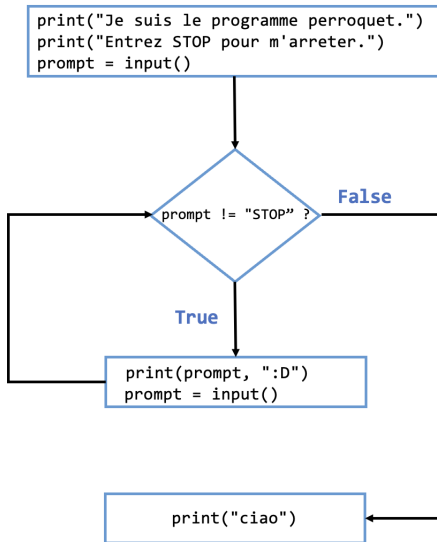 print("Je suis le programme perroquet.")
print("Entrez STOP pour m'arreter.")
prompt = input()
prompt != "STOP” ?
False
True
print(prompt, ":D")
prompt = input()
print("ciao")